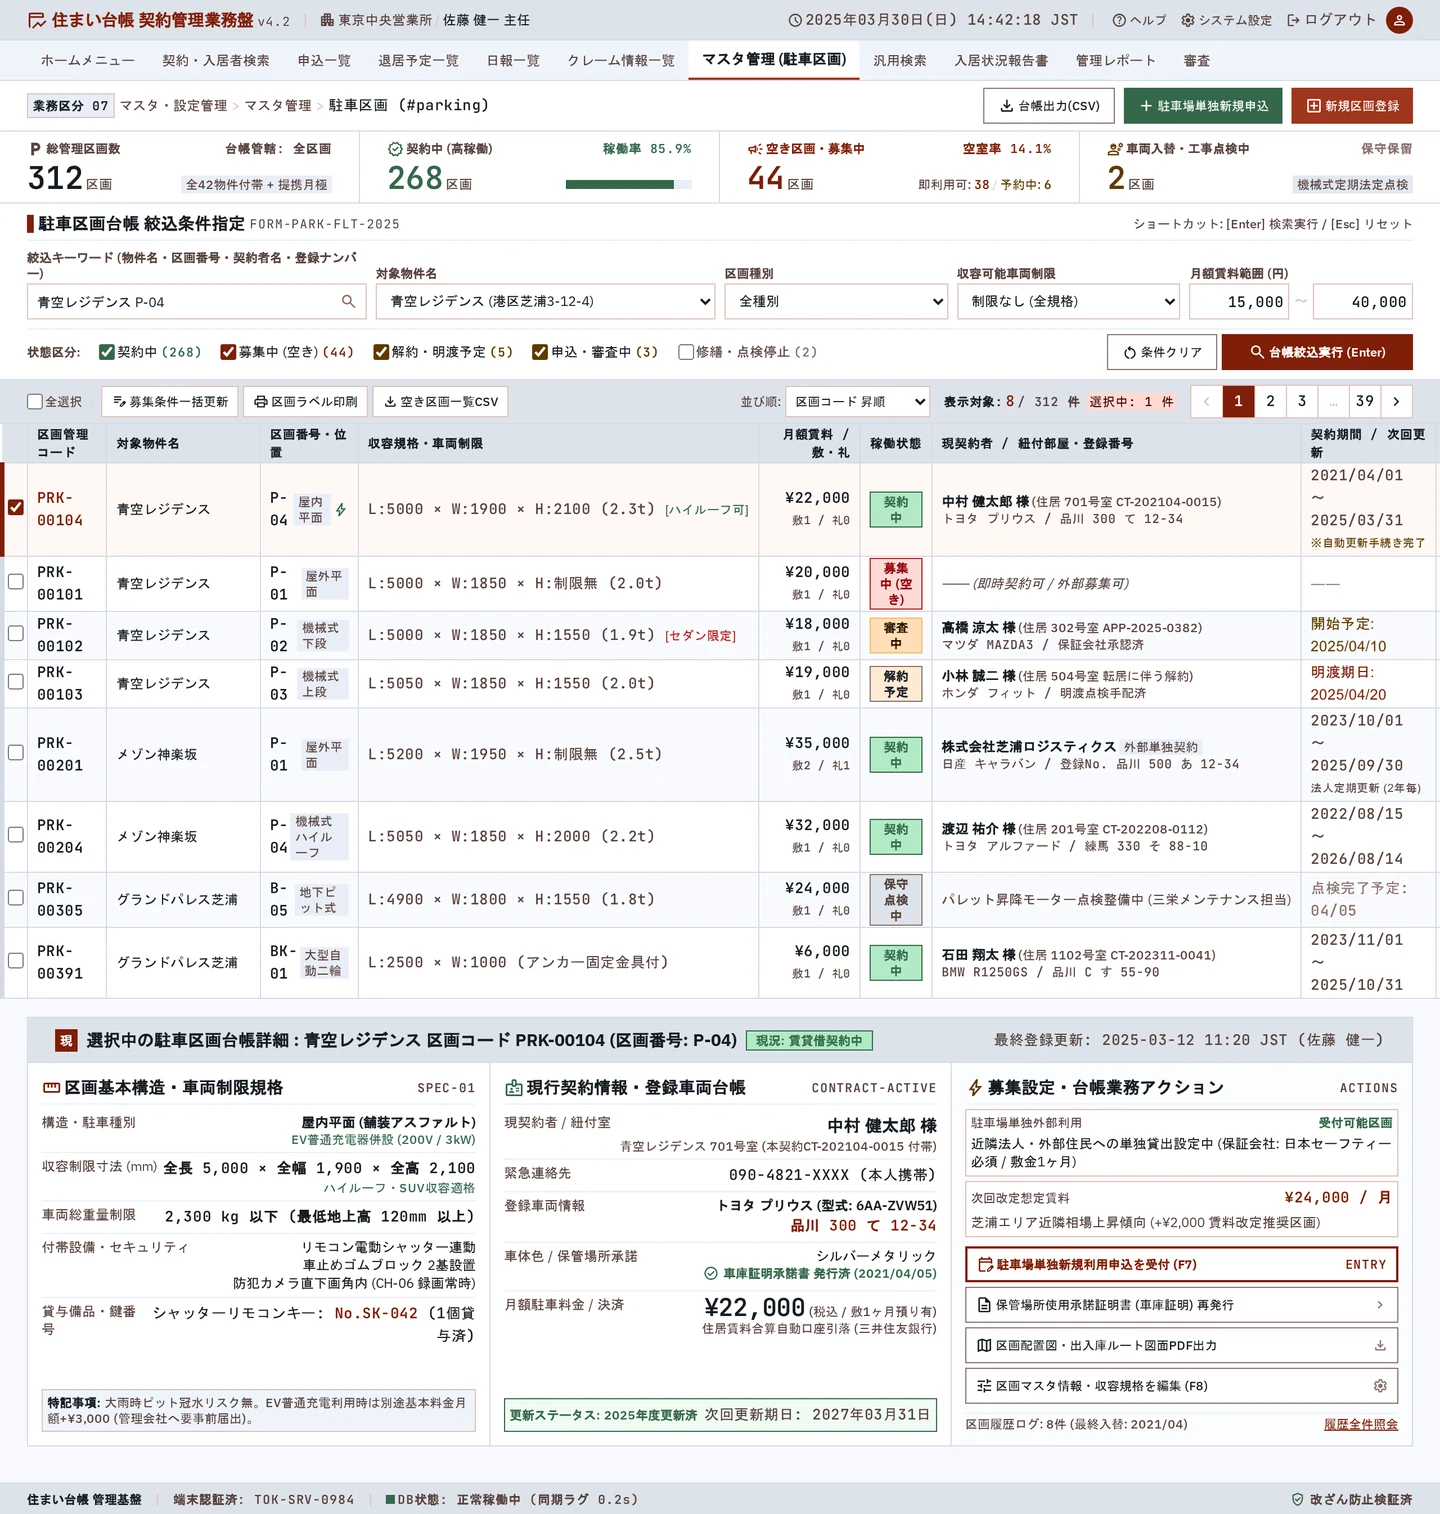 住まい台帳 契約管理業務盤 v4.2 東京中央営業所 / 佐藤 健一 主任 2025年03月30日(日) 14:42:18 JST ヘルプ システム設定 ログアウト
ホームメニュー 契約・入居者検索 申込一覧 退居予定一覧 日報一覧 クレーム情報一覧 マスタ管理 (駐車区画) 汎用検索 入居状況報告書 管理レポート 審査
業務区分 07 マスタ・設定管理 > マスタ管理 > 駐車区画 (#parking) 台帳出力(CSV) 駐車場単独新規申込 新規区画登録
総管理区画数 台帳管轄: 全区画
312 区画 全42物件付帯 + 提携月極
契約中 (高稼働) 稼働率 85.9%
268 区画
空き区画・募集中 空室率 14.1%
44 区画 即利用可: 38 / 予約中: 6
車両入替・工事点検中 保守保留
2 区画 機械式定期法定点検
駐車区画台帳 絞込条件指定 FORM-PARK-FLT-2025 ショートカット: [Enter] 検索実行 / [Esc] リセット
絞込キーワード (物件名・区画番号・契約者名・登録ナンバ
ー) 対象物件名 区画種別 収容可能車両制限 月額賃料範囲 (円)
青空レジデンス P-04 青空レジデンス (港区芝浦3-12-4) 全種別 制限なし (全規格) 15,000 ～ 40,000
状態区分: 契約中 (268) 募集中 (空き) (44) 解約・明渡予定 (5) 申込・審査中 (3) 修繕・点検停止 (2) 条件クリア 台帳絞込実行 (Enter)
全選択 募集条件一括更新 区画ラベル印刷 空き区画一覧CSV 並び順: 区画コード 昇順 表示対象: 8 / 312 件 選択中: 1 件 1 2 3 … 39
区画管理
コード 対象物件名 区画番号・位
置 収容規格・車両制限 月額賃料 /
敷・礼 稼働状態 現契約者 / 紐付部屋・登録番号 契約期間 / 次回更
新
PRK-
00104 青空レジデンス P-
04 屋内
平面 L:5000 × W:1900 × H:2100 (2.3t) [ハイルーフ可] ¥22,000
敷1 / 礼0 契約
中 中村 健太郎 様 (住居 701号室 CT-202104-0015)
トヨタ プリウス / 品川 300 て 12-34 2021/04/01
～
2025/03/31
※自動更新手続き完了
PRK-
00101 青空レジデンス P-
01 屋外平
面 L:5000 × W:1850 × H:制限無 (2.0t) ¥20,000
敷1 / 礼0 募集
中 (空
き) —— (即時契約可 / 外部募集可) ——
PRK-
00102 青空レジデンス P-
02 機械式
下段 L:5000 × W:1850 × H:1550 (1.9t) [セダン限定] ¥18,000
敷1 / 礼0 審査
中 高橋 涼太 様 (住居 302号室 APP-2025-0382)
マツダ MAZDA3 / 保証会社承認済 開始予定:
2025/04/10
PRK-
00103 青空レジデンス P-
03 機械式
上段 L:5050 × W:1850 × H:1550 (2.0t) ¥19,000
敷1 / 礼0 解約
予定 小林 誠二 様 (住居 504号室 転居に伴う解約)
ホンダ フィット / 明渡点検手配済 明渡期日:
2025/04/20
PRK-
00201 メゾン神楽坂 P-
01 屋外平
面 L:5200 × W:1950 × H:制限無 (2.5t) ¥35,000
敷2 / 礼1 契約
中 株式会社芝浦ロジスティクス 外部単独契約
日産 キャラバン / 登録No. 品川 500 あ 12-34 2023/10/01
～
2025/09/30
法人定期更新 (2年毎)
PRK-
00204 メゾン神楽坂 P-
04 機械式
ハイル
ーフ L:5050 × W:1850 × H:2000 (2.2t) ¥32,000
敷1 / 礼0 契約
中 渡辺 祐介 様 (住居 201号室 CT-202208-0112)
トヨタ アルファード / 練馬 330 そ 88-10 2022/08/15
～
2026/08/14
PRK-
00305 グランドパレス芝浦 B-
05 地下ピ
ット式 L:4900 × W:1800 × H:1550 (1.8t) ¥24,000
敷1 / 礼0 保守
点検
中 パレット昇降モーター点検整備中 (三栄メンテナンス担当) 点検完了予定:
04/05
PRK-
00391 グランドパレス芝浦 BK-
01 大型自
動二輪 L:2500 × W:1000 (アンカー固定金具付) ¥6,000
敷1 / 礼0 契約
中 石田 翔太 様 (住居 1102号室 CT-202311-0041)
BMW R1250GS / 品川 C す 55-90 2023/11/01
～
2025/10/31
現 選択中の駐車区画台帳詳細 : 青空レジデンス 区画コード PRK-00104 (区画番号: P-04) 現況: 賃貸借契約中 最終登録更新: 2025-03-12 11:20 JST (佐藤 健一)
区画基本構造・車両制限規格 SPEC-01
構造・駐車種別 屋内平面 (舗装アスファルト)
EV普通充電器併設 (200V / 3kW)
収容制限寸法 (mm) 全長 5,000 × 全幅 1,900 × 全高 2,100
ハイルーフ・SUV収容適格
車両総重量制限 2,300 kg 以下 (最低地上高 120mm 以上)
付帯設備・セキュリティ リモコン電動シャッター連動
車止めゴムブロック 2基設置
防犯カメラ直下画角内 (CH-06 録画常時)
貸与備品・鍵番
号 シャッターリモコンキー: No.SK-042 (1個貸
与済)
特記事項: 大雨時ピット冠水リスク無。EV普通充電利用時は別途基本料金月
額+¥3,000 (管理会社へ要事前届出)。
現行契約情報・登録車両台帳 CONTRACT-ACTIVE
現契約者 / 紐付室 中村 健太郎 様
青空レジデンス 701号室 (本契約CT-202104-0015 付帯)
緊急連絡先 090-4821-XXXX (本人携帯)
登録車両情報 トヨタ プリウス (型式: 6AA-ZVW51)
品川 300 て 12-34
車体色 / 保管場所承諾 シルバーメタリック
車庫証明承諾書 発行済 (2021/04/05)
月額駐車料金 / 決済 ¥22,000 (税込 / 敷1ヶ月預り有)
住居賃料合算自動口座引落 (三井住友銀行)
更新ステータス: 2025年度更新済 次回更新期日: 2027年03月31日
募集設定・台帳業務アクション ACTIONS
駐車場単独外部利用 受付可能区画
近隣法人・外部住民への単独貸出設定中 (保証会社: 日本セーフティー
必須 / 敷金1ヶ月)
次回改定想定賃料 ¥24,000 / 月
芝浦エリア近隣相場上昇傾向 (+¥2,000 賃料改定推奨区画)
駐車場単独新規利用申込を受付 (F7) ENTRY
保管場所使用承諾証明書 (車庫証明) 再発行
区画配置図・出入庫ルート図面PDF出力
区画マスタ情報・収容規格を編集 (F8)
区画履歴ログ: 8件 (最終入替: 2021/04) 履歴全件照会
住まい台帳 管理基盤 端末認証済: TOK-SRV-0984 DB状態: 正常稼働中 (同期ラグ 0.2s) 改ざん防止検証済